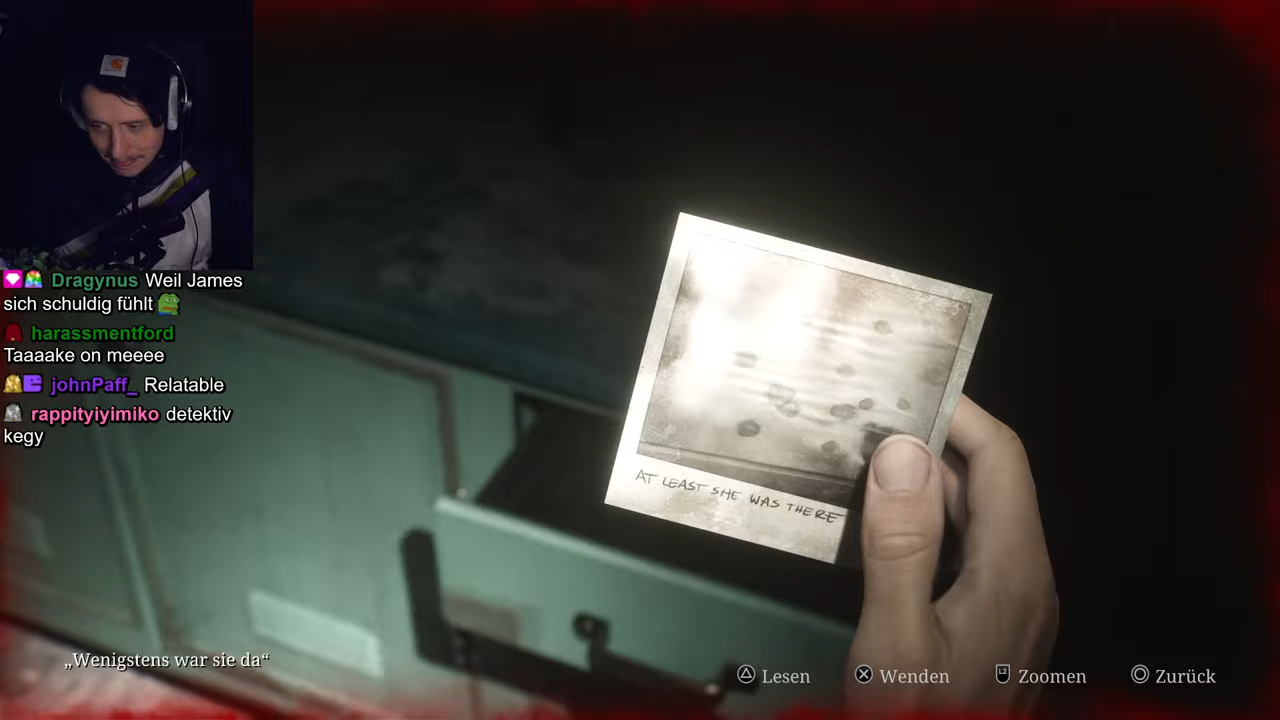 Dragynus Weil James
sich schuldig fühlt
harassmentford
Taaaake on meeee
johnPaff_ Relatable
rappityiyimiko detektiv
kegy
AT LEAST SHE WAS THERE
„Wenigstens war sie da“
Lesen
Wenden
L2 Zoomen
Zurück